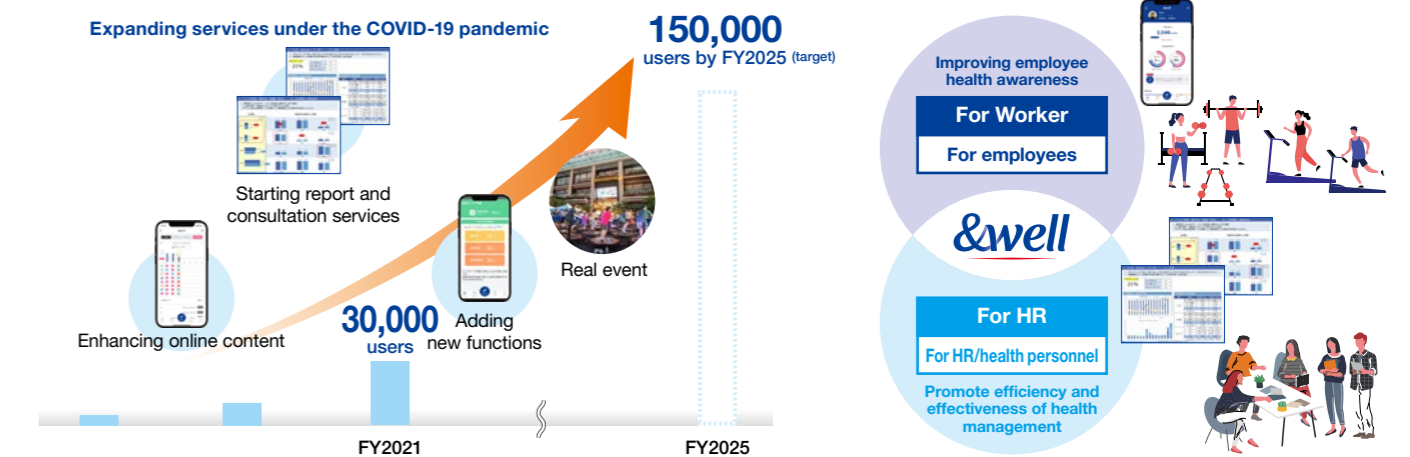 Expanding services under the COVID-19 pandemic
150,000
users by FY2025 (target)
Starting report and
consultation services
Enhancing online content
30,000
users
Adding
new functions
Real event
FY2021
FY2025
Improving employee
health awareness
For Worker
For employees
&well
For HR
For HR/health personnel
Promote efficiency and
effectiveness of health
management